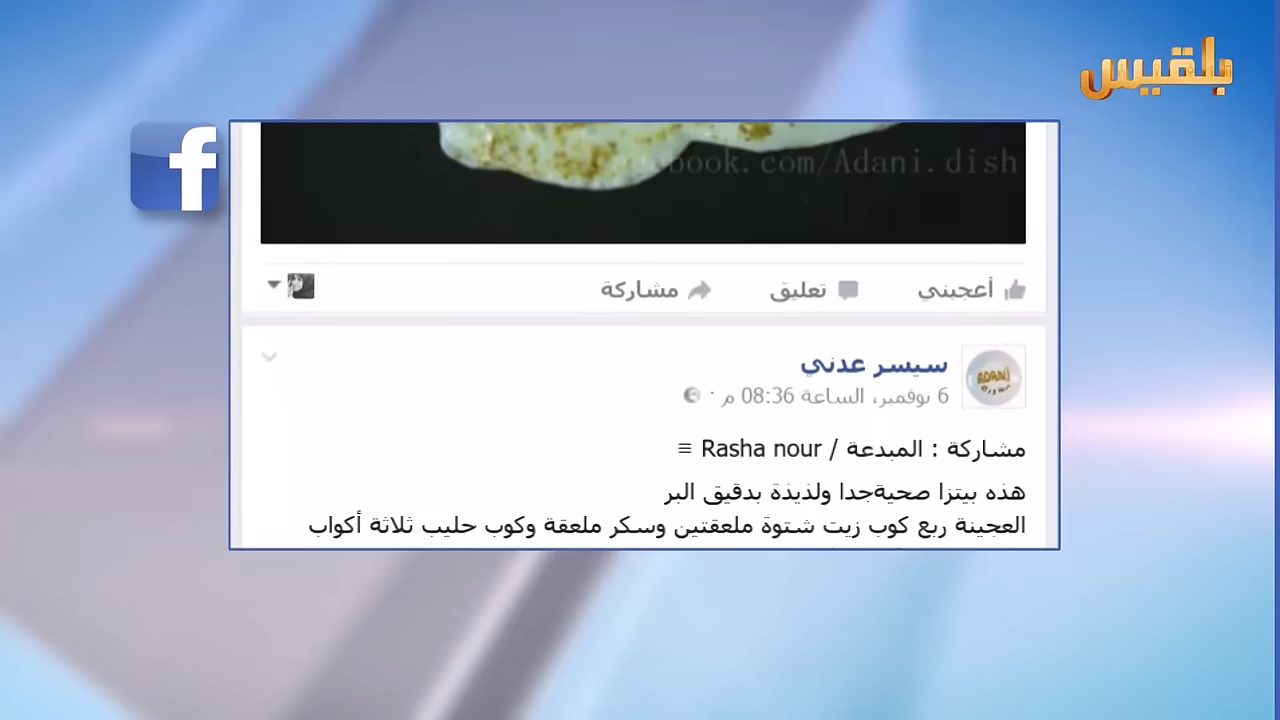 بلقيس
f
book.com/Adani.dish
أعجبني تعليق مشاركة
سيسر عدني
6 نوفمبر، الساعة 08:36 م ·
مشاركة : المبدعة / Rasha nour ≡
هذه بيتزا صحيةجدا ولذيذة بدقيق البر
العجينة ربع كوب زيت شتوة ملعقتين وسكر ملعقة وكوب حليب ثلاثة أكواب
ADANI